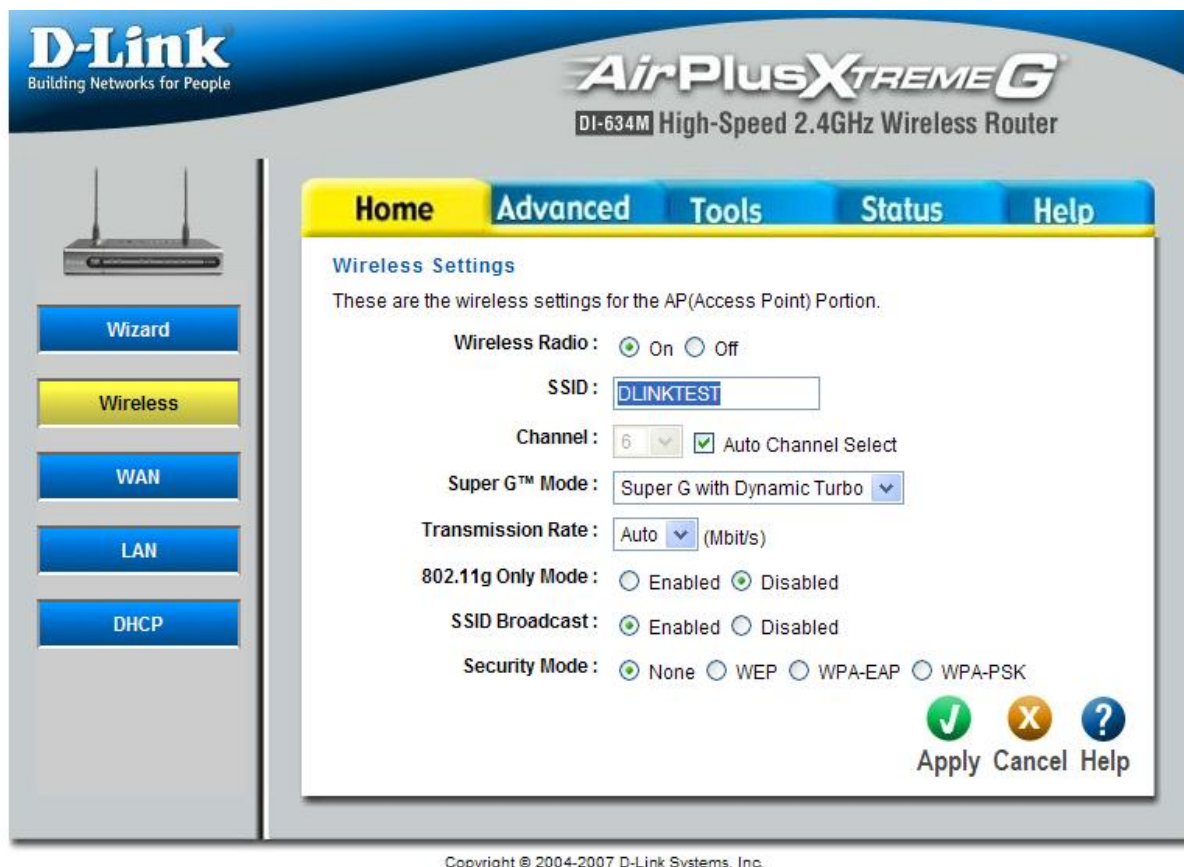 D-Link
Building Networks for People
AirPlusXTREMEG
DI-634M High-Speed 2.4GHz Wireless Router
Home Advanced Tools Status Help
Wizard
Wireless
WAN
LAN
DHCP
Wireless Settings
These are the wireless settings for the AP(Access Point) Portion.
Wireless Radio : On Off
SSID : DLINKTEST
Channel : 6 Auto Channel Select
Super G™ Mode : Super G with Dynamic Turbo
Transmission Rate : Auto (Mbit/s)
802.11g Only Mode : Enabled Disabled
SSID Broadcast : Enabled Disabled
Security Mode : None WEP WPA-EAP WPA-PSK
Apply Cancel Help
Copyright © 2004-2007 D-Link Systems, Inc.